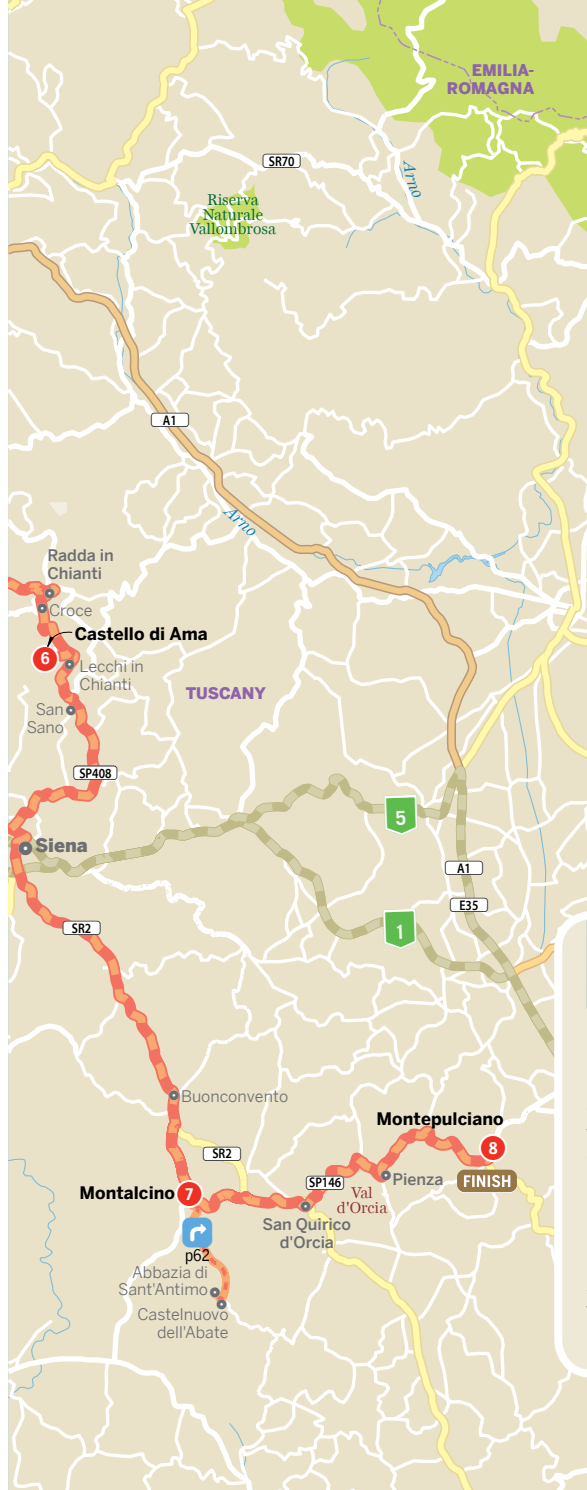 EMILIA-
ROMAGNA
SR70
Arno
Riserva
Naturale
Vallombrosa
A1
Arno
Radda in
Chianti
Croce
Castello di Ama
6
Lecchi in
Chianti
TUSCANY
San
Sano
SP408
5
Siena
A1
E35
SR2
1
Buonconvento
Montepulciano
8
SR2
SP146
Pienza
FINISH
Montalcino
7
Val
d'Orcia
San Quirico
d'Orcia
p62
Abbazia di
Sant'Antimo
Castelnuovo
dell'Abate